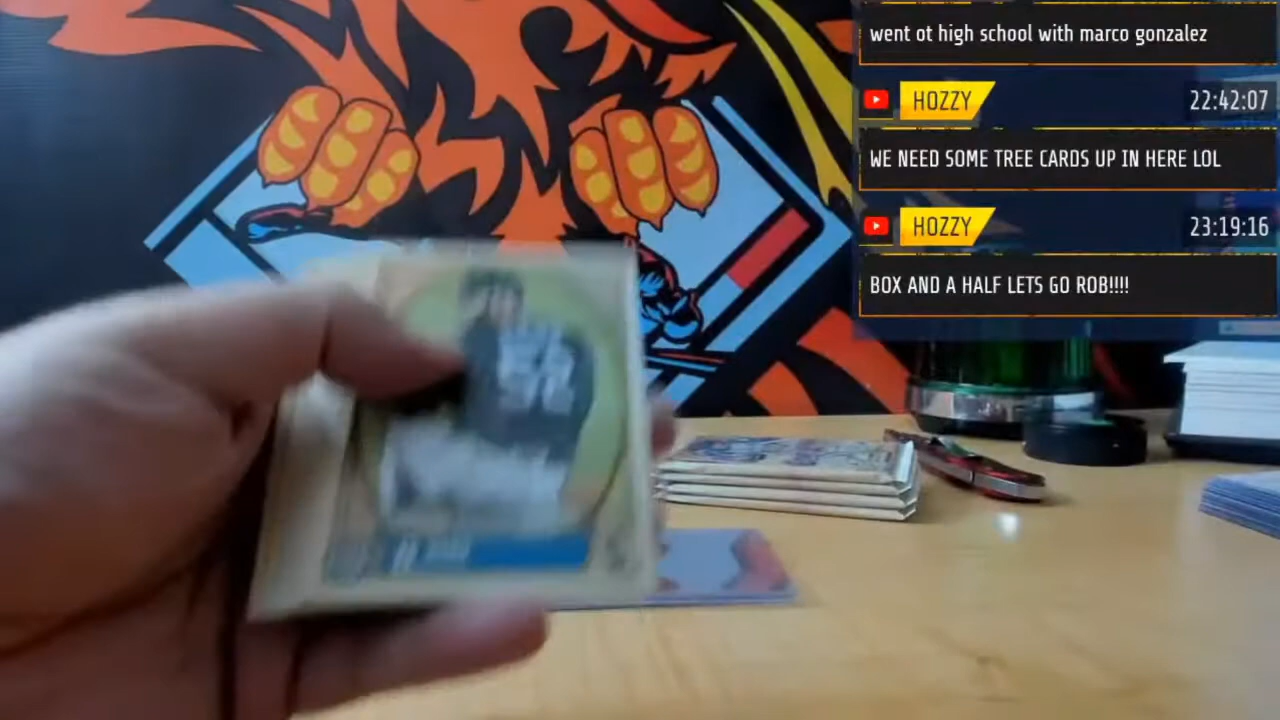 went ot high school with marco gonzalez
HOZZY
22:42:07
WE NEED SOME TREE CARDS UP IN HERE LOL
HOZZY
23:19:16
BOX AND A HALF LETS GO ROB!!!!